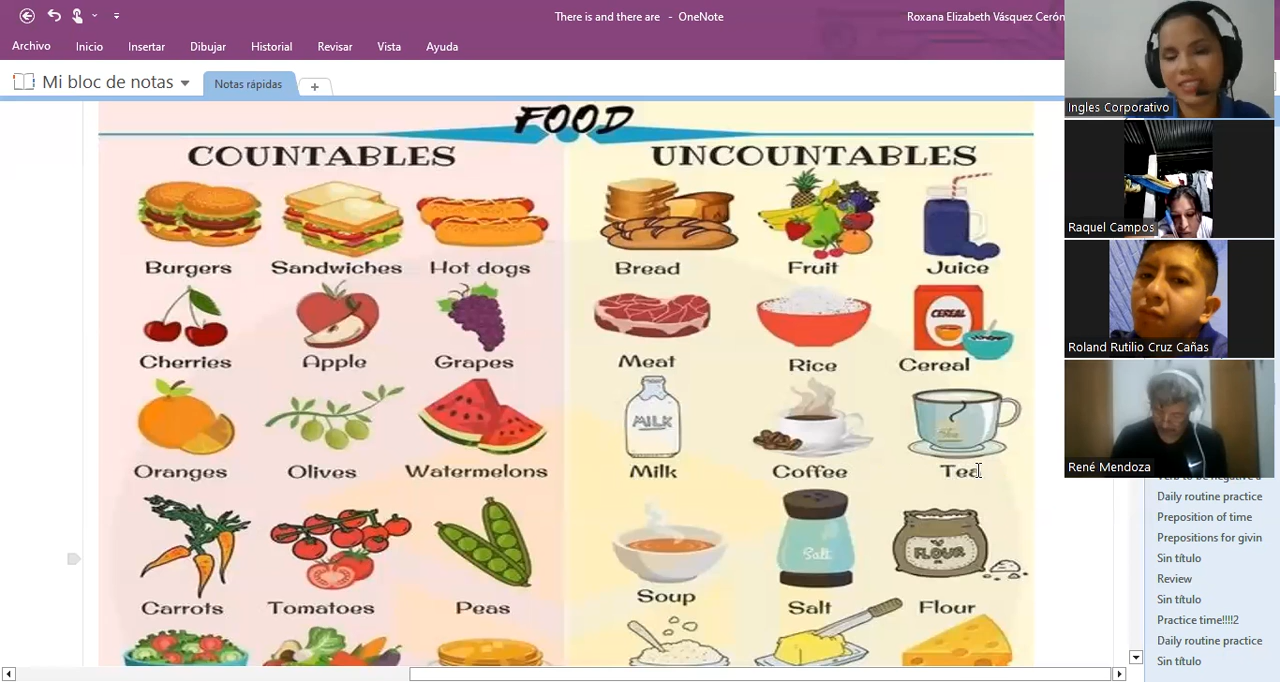 There is and there are - OneNote
Roxana Elizabeth Vásquez Cerón
Archivo Inicio Insertar Dibujar Historial Revisar Vista Ayuda
Mi bloc de notas Notas rápidas +
FOOD
COUNTABLES UNCOUNTABLES
Burgers Sandwiches Hot dogs Bread Fruit Juice
CEREAL
Cherries Apple Grapes Meat Rice Cereal
MILK
Oranges Olives Watermelons Milk Coffee Tea
Salt
FLOUR
Carrots Tomatoes Peas Soup Salt Flour
Ingles Corporativo
Raquel Campos
Roland Rutilio Cruz Cañas
René Mendoza
Verb to be negative a
Daily routine practice
Preposition of time
Prepositions for givin
Sin título
Review
Sin título
Practice time!!!!2
Daily routine practice
Sin título